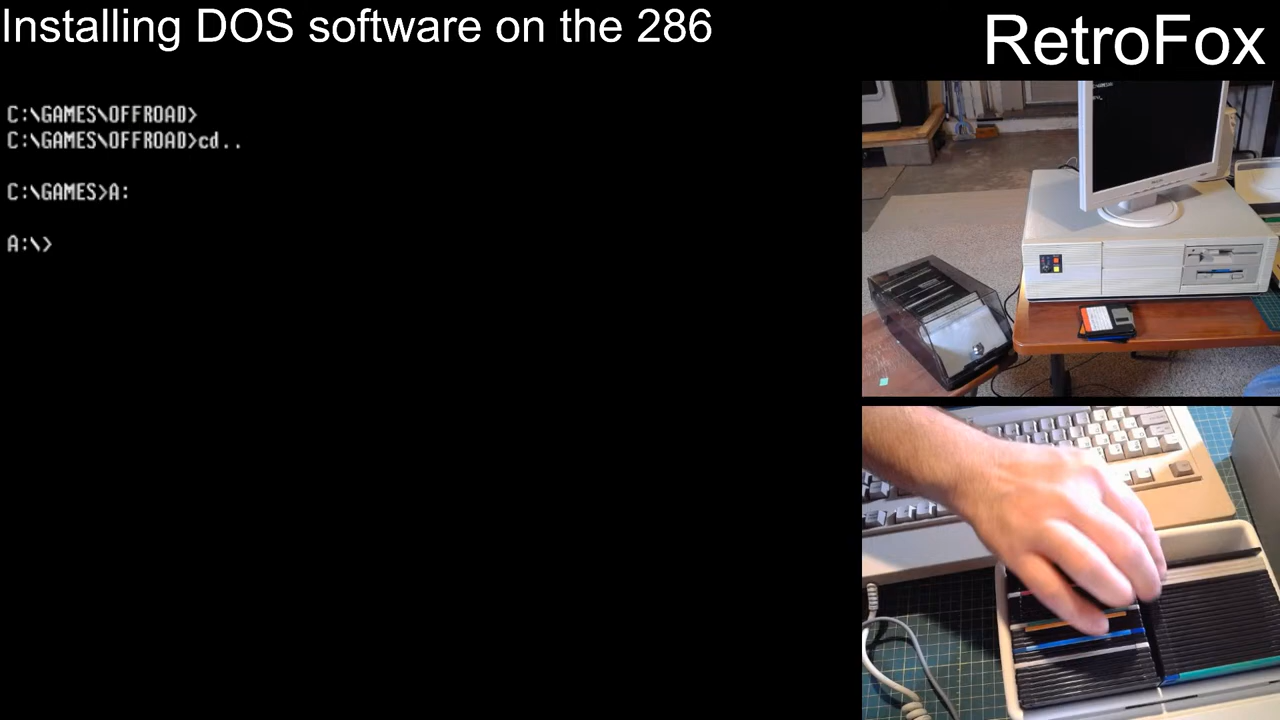 Installing DOS software on the 286
RetroFox
C:\GAMES\OFFROAD>
C:\GAMES\OFFROAD>cd..
C:\GAMES>A:
A:\>